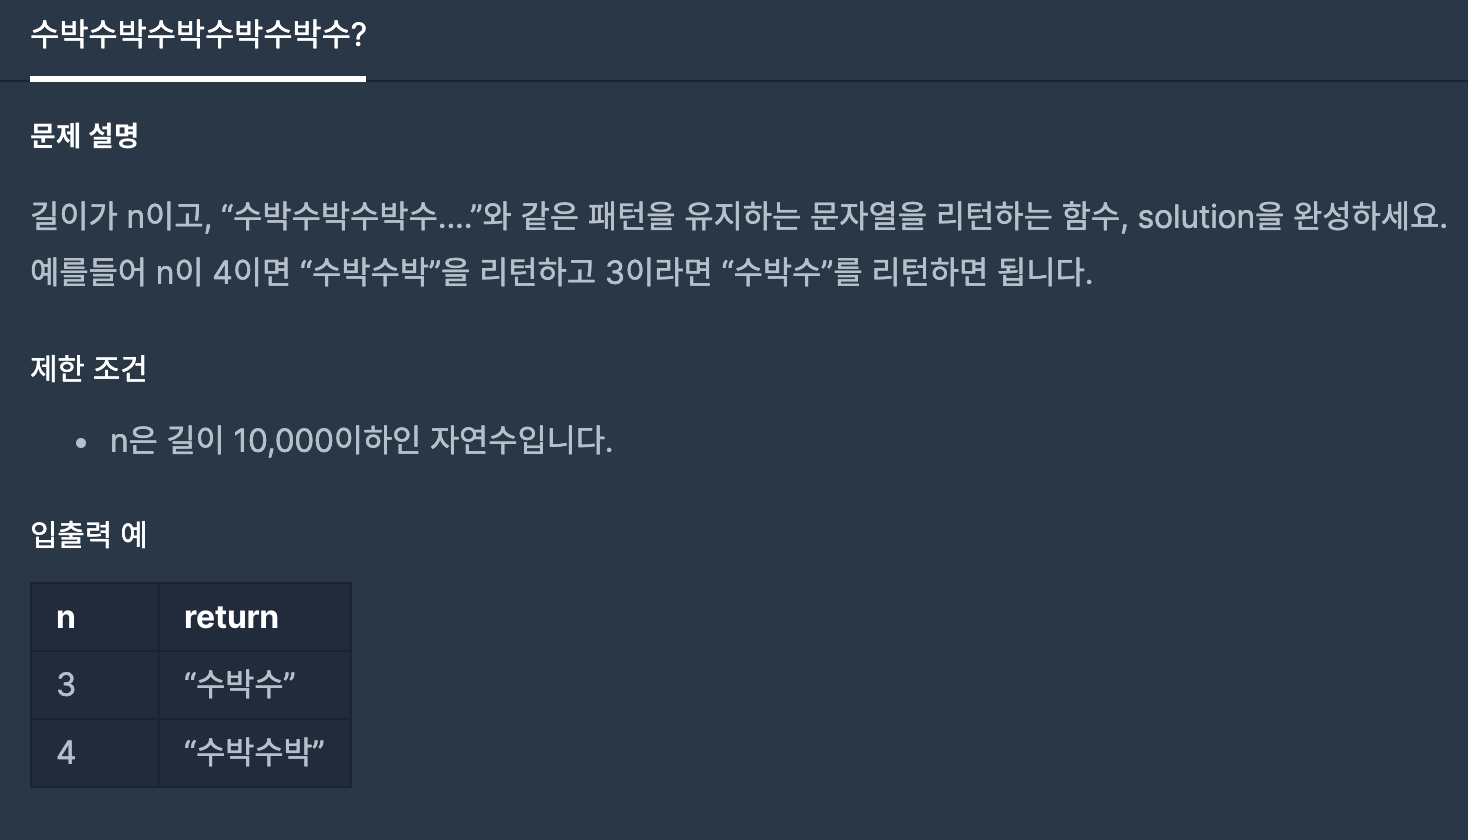 수박수박수박수박수박수?
문제 설명
길이가 n이고, “수박수박수박수....”와 같은 패턴을 유지하는 문자열을 리턴하는 함수, solution을 완성하세요.
예를들어 n이 4이면 “수박수박”을 리턴하고 3이라면 “수박수”를 리턴하면 됩니다.
제한 조건
• n은 길이 10,000이하인 자연수입니다.
입출력 예
n return
3 “수박수”
4 “수박수박”